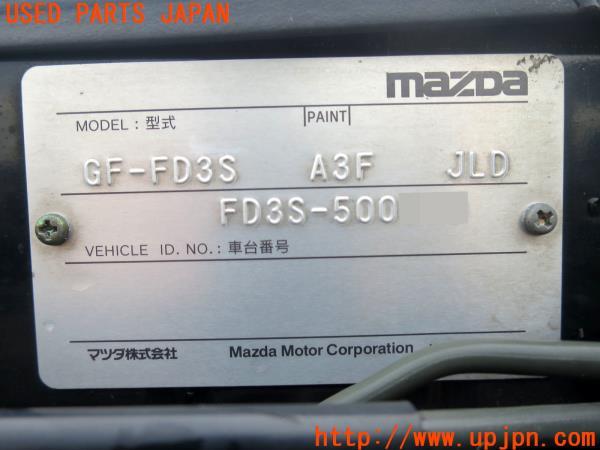 USED PARTS JAPAN
mazda
MODEL : 型式 PAINT
GF-FD3S A3F JLD
FD3S-500
VEHICLE ID. NO. : 車台番号
マツダ株式会社 Mazda Motor Corporation
http://www.upjpn.com